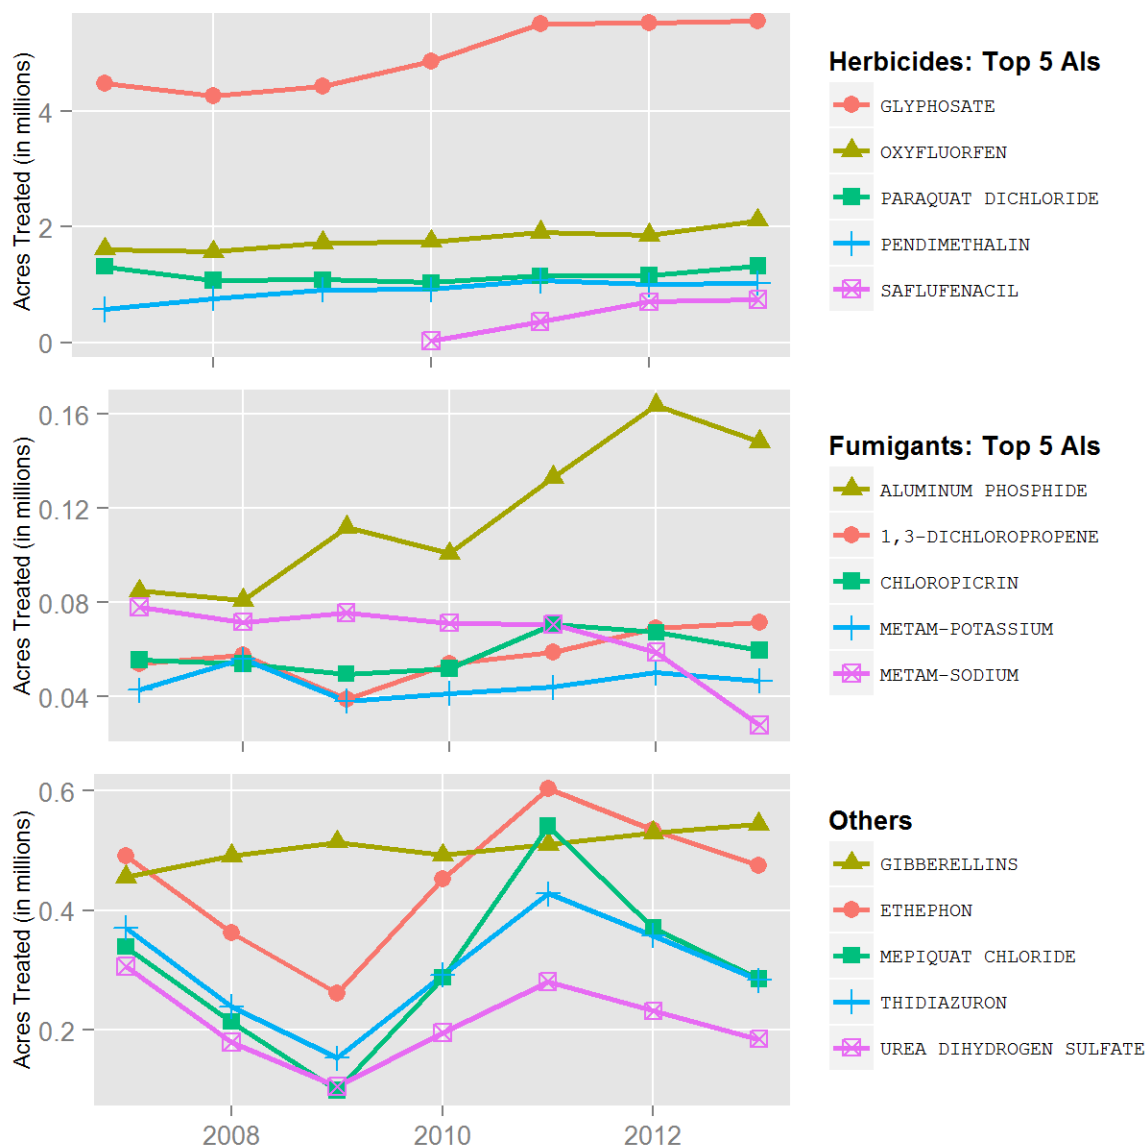 Acres Treated (in millions)
4
2
0
Herbicides: Top 5 AIs
GLYPHOSATE
OXYFLUORFEN
PARAQUAT DICHLORIDE
PENDIMETHALIN
SAFLUFENACIL
Acres Treated (in millions)
0.16
0.12
0.08
0.04
Fumigants: Top 5 AIs
ALUMINUM PHOSPHIDE
1,3-DICHLOROPROPENE
CHLOROPICRIN
METAM-POTASSIUM
METAM-SODIUM
Acres Treated (in millions)
0.6
0.4
0.2
Others
GIBBERELLINS
ETHEPHON
MEPIQUAT CHLORIDE
THIDIAZURON
UREA DIHYDROGEN SULFATE
2008 2010 2012